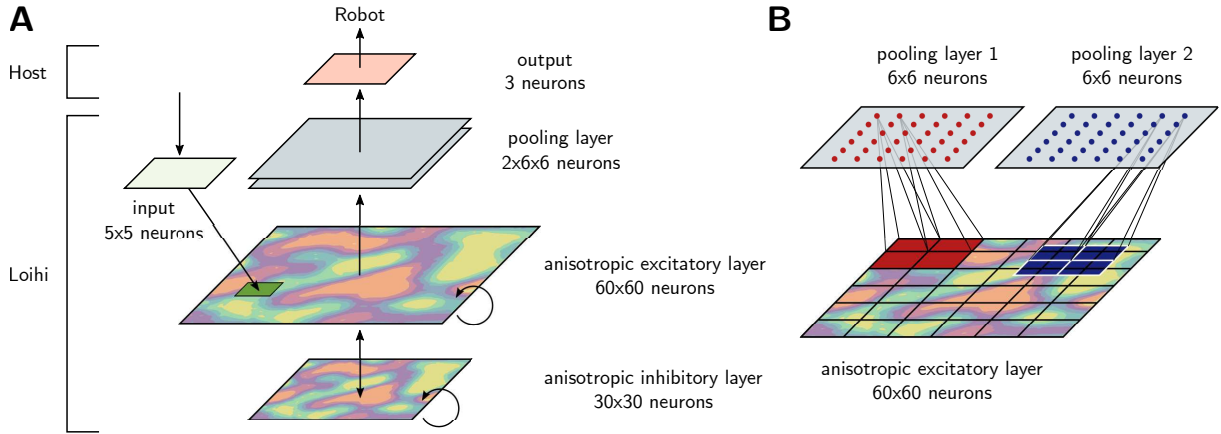 A
Robot
Host
output
3 neurons
pooling layer
2x6x6 neurons
input
5x5 neurons
Loihi
anisotropic excitatory layer
60x60 neurons
anisotropic inhibitory layer
30x30 neurons
B
pooling layer 1
6x6 neurons
pooling layer 2
6x6 neurons
anisotropic excitatory layer
60x60 neurons